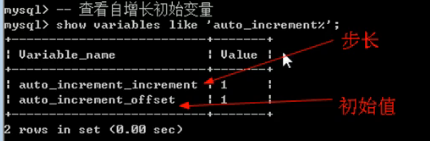 mysql> -- 查看自增长初始变量
mysql> show variables like 'auto_increment%';
+--------------------------+-------+
| Variable_name            | Value |
+--------------------------+-------+
| auto_increment_increment | 1     |
| auto_increment_offset    | 1     |
+--------------------------+-------+
2 rows in set (0.00 sec)
步长
初始值